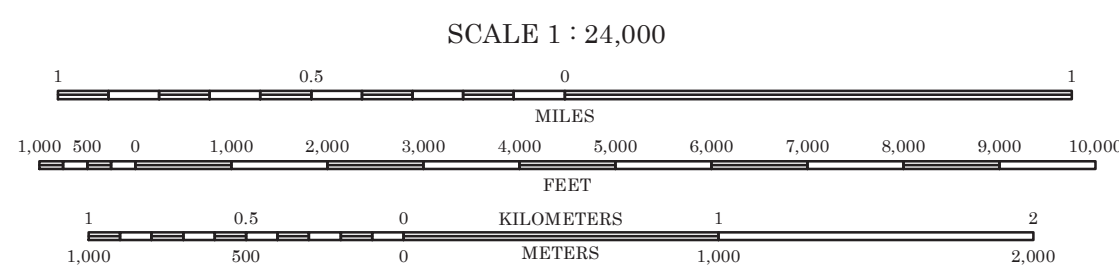 SCALE 1 : 24,000
1 0.5 0 1
MILES
1,000 500 0 1,000 2,000 3,000 4,000 5,000 6,000 7,000 8,000 9,000 10,000
FEET
1 0.5 0 KILOMETERS 1 2
1,000 500 0 METERS 1,000 2,000